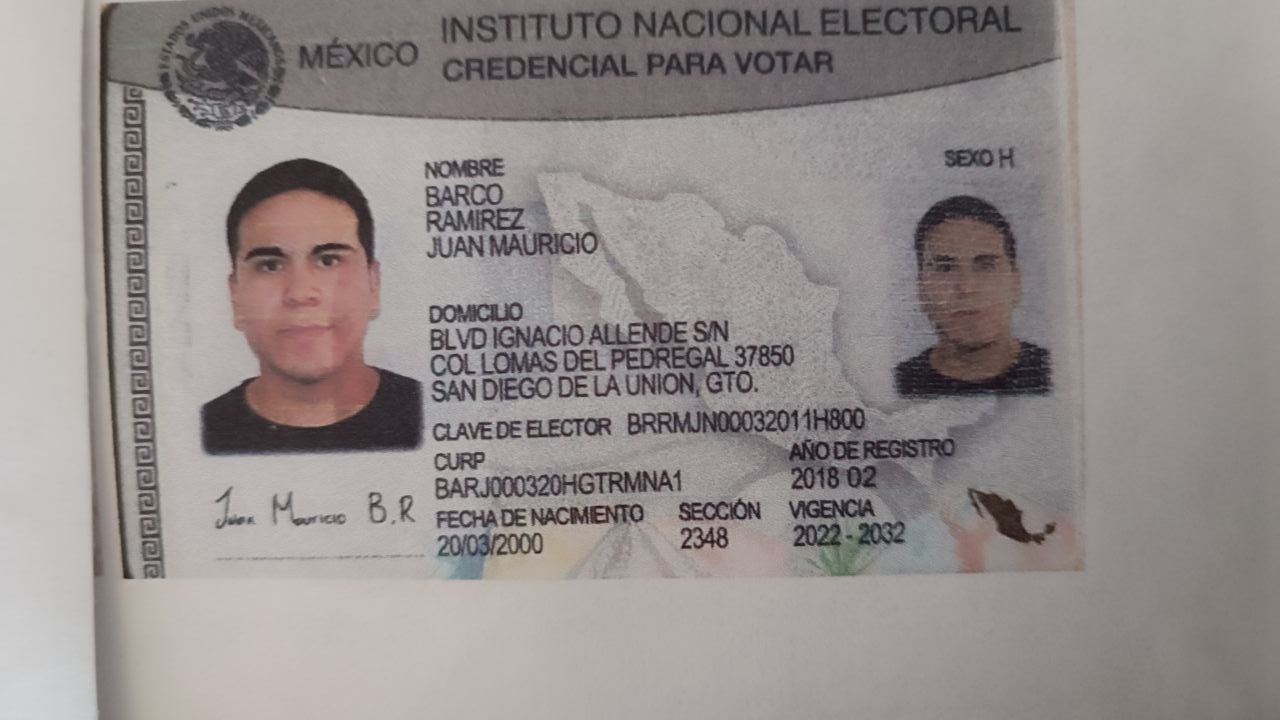 ESTADOS UNIDOS MEXICANOS
MÉXICO
INSTITUTO NACIONAL ELECTORAL
CREDENCIAL PARA VOTAR
NOMBRE
BARCO
RAMIREZ
JUAN MAURICIO
SEXO H
DOMICILIO
BLVD IGNACIO ALLENDE S/N
COL LOMAS DEL PEDREGAL 37850
SAN DIEGO DE LA UNION, GTO.
CLAVE DE ELECTOR BRRMJN00032011H800
CURP
BARJ000320HGTRMNA1
AÑO DE REGISTRO
2018 02
FECHA DE NACIMIENTO
20/03/2000
SECCIÓN
2348
VIGENCIA
2022 - 2032
Juan Mauricio B.R